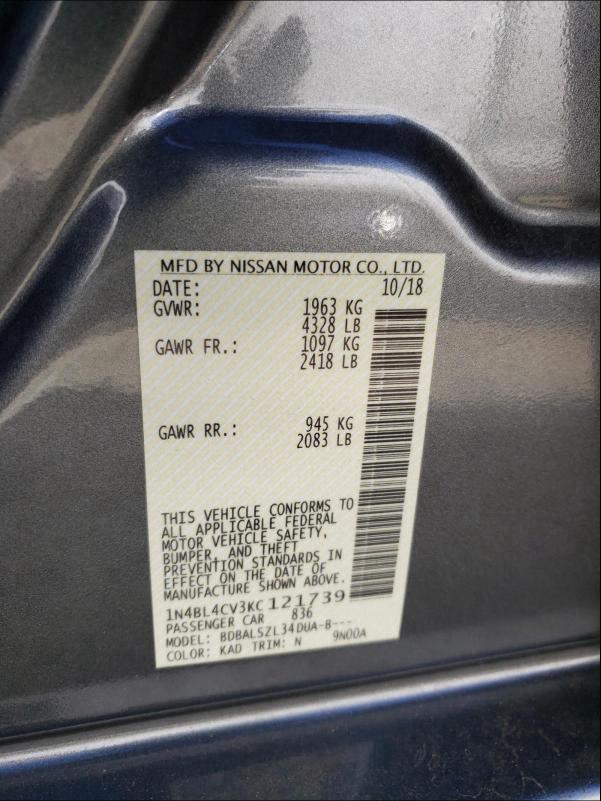 MFD BY NISSAN MOTOR CO., LTD.
DATE: 10/18
GVWR: 1963 KG
4328 LB
GAWR FR.: 1097 KG
2418 LB
GAWR RR.: 945 KG
2083 LB
THIS VEHICLE CONFORMS TO
ALL APPLICABLE FEDERAL
MOTOR VEHICLE SAFETY,
BUMPER, AND THEFT
PREVENTION STANDARDS IN
EFFECT ON THE DATE OF
MANUFACTURE SHOWN ABOVE.
1N4BL4CV3KC121739
PASSENGER CAR 836
MODEL: BDBALSZL34DUA-B---
COLOR: KAD TRIM: N 9N00A